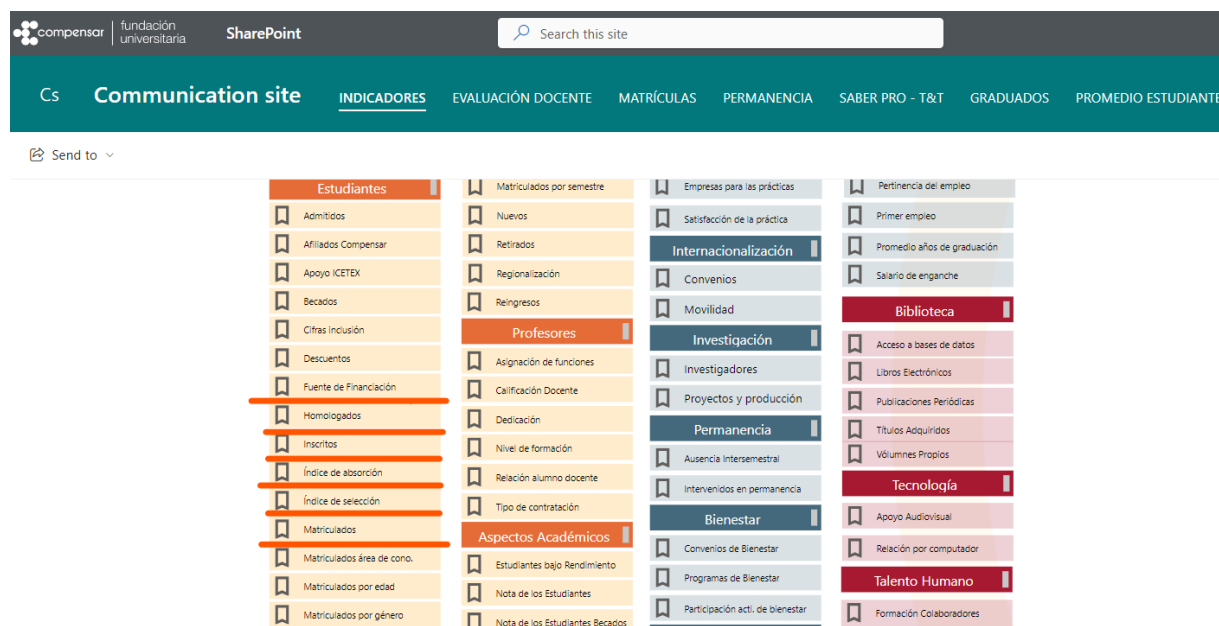 compensar
fundación
universitaria
SharePoint
Search this site
Cs
Communication site
INDICADORES
EVALUACIÓN DOCENTE
MATRÍCULAS
PERMANENCIA
SABER PRO - T&T
GRADUADOS
PROMEDIO ESTUDIANTE
Send to
Estudiantes
Admitidos
Afiliados Compensar
Apoyo ICETEX
Becados
Cifras inclusión
Descuentos
Fuente de Financiación
Homologados
Inscritos
Índice de absorción
Índice de selección
Matriculados
Matriculados área de cono.
Matriculados por edad
Matriculados por género
Matriculados por semestre
Nuevos
Retirados
Regionalización
Reingresos
Profesores
Asignación de funciones
Calificación Docente
Dedicación
Nivel de formación
Relación alumno docente
Tipo de contratación
Aspectos Académicos
Estudiantes bajo Rendimiento
Nota de los Estudiantes
Nota de los Estudiantes Becados
Empresas para las prácticas
Satisfacción de la práctica
Internacionalización
Convenios
Movilidad
Investigación
Investigadores
Proyectos y producción
Permanencia
Ausencia Intersemestral
Intervenidos en permanencia
Bienestar
Convenios de Bienestar
Programas de Bienestar
Participación acti. de bienestar
Pertinencia del empleo
Primer empleo
Promedio años de graduación
Salario de enganche
Biblioteca
Acceso a bases de datos
Libros Electrónicos
Publicaciones Periódicas
Títulos Adquiridos
Vólumnes Propios
Tecnología
Apoyo Audiovisual
Relación por computador
Talento Humano
Formación Colaboradores